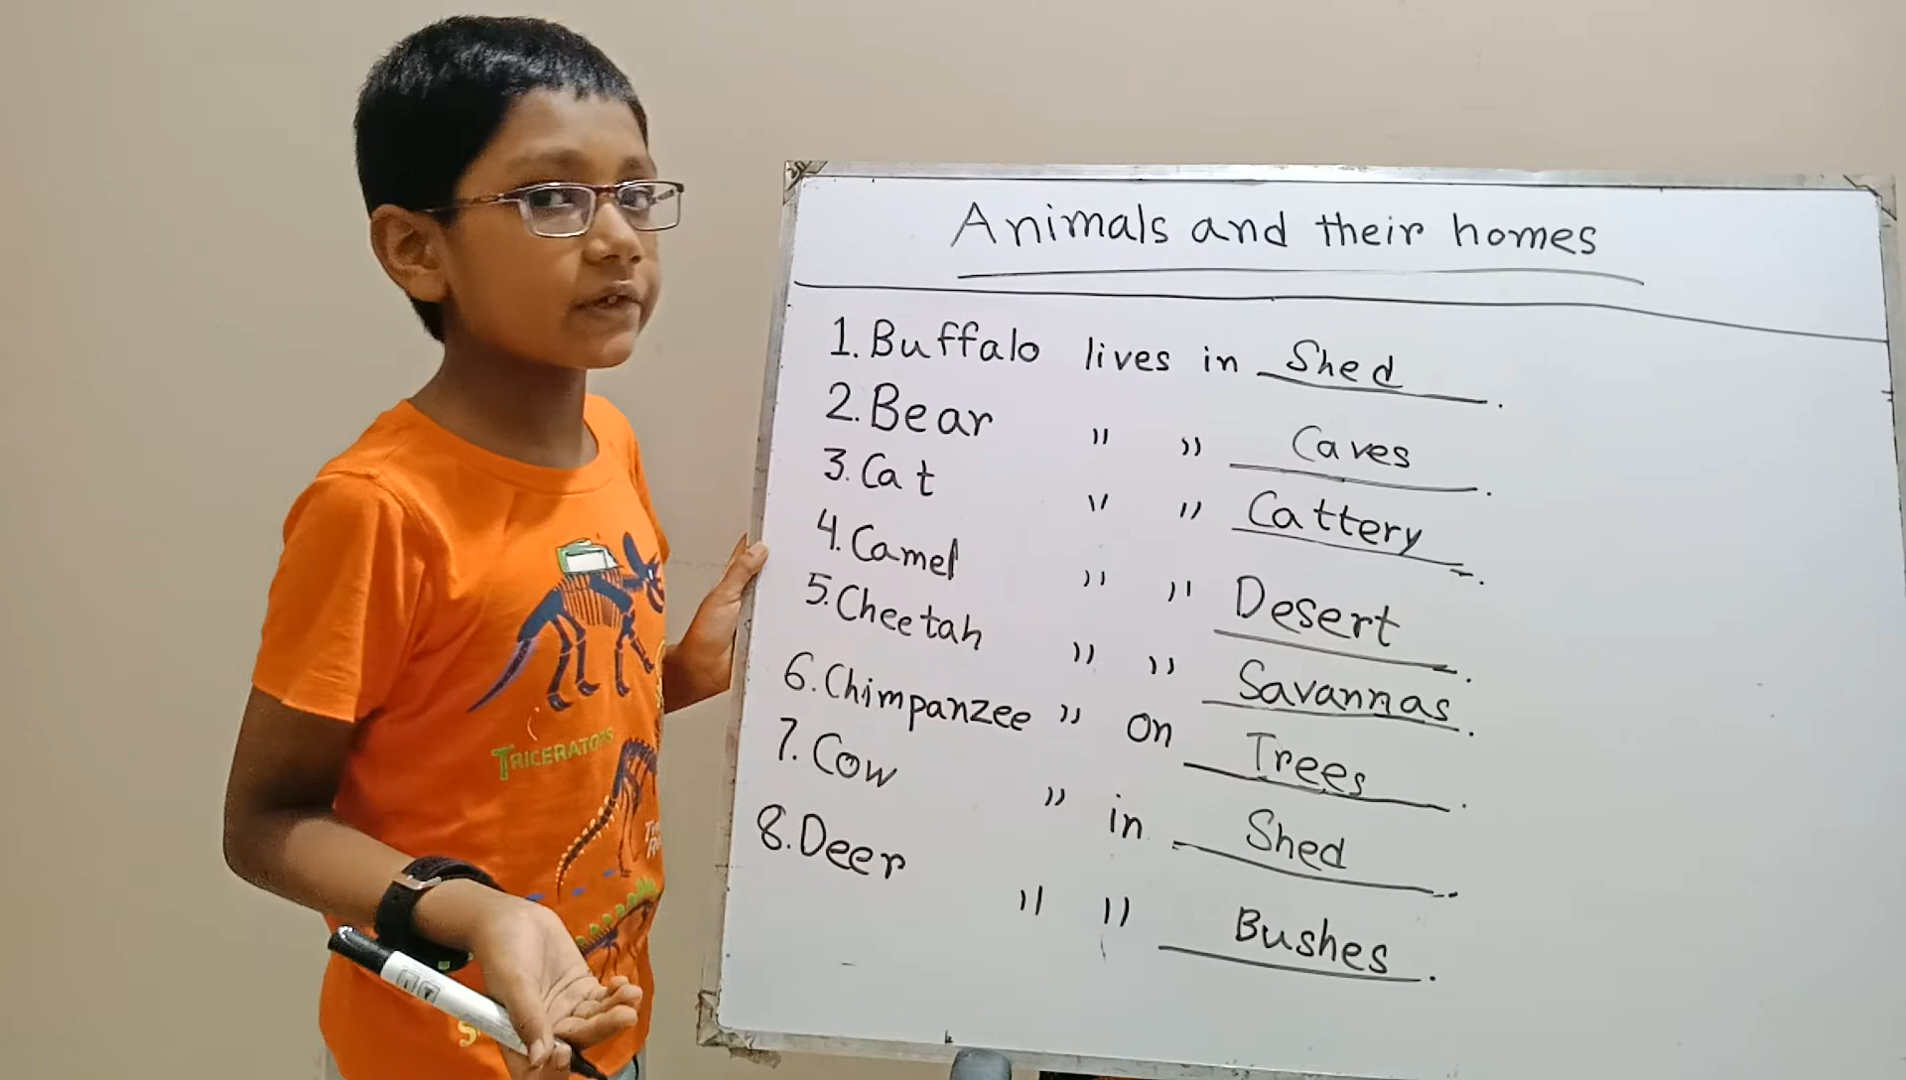 Animals and their homes
1. Buffalo lives in Shed.
2. Bear " " Caves.
3. Cat " " Cattery.
4. Camel " " Desert.
5. Cheetah " " Savannas.
6. Chimpanzee " on Trees.
7. Cow " in Shed.
8. Deer " " Bushes.
TRICERATOPS